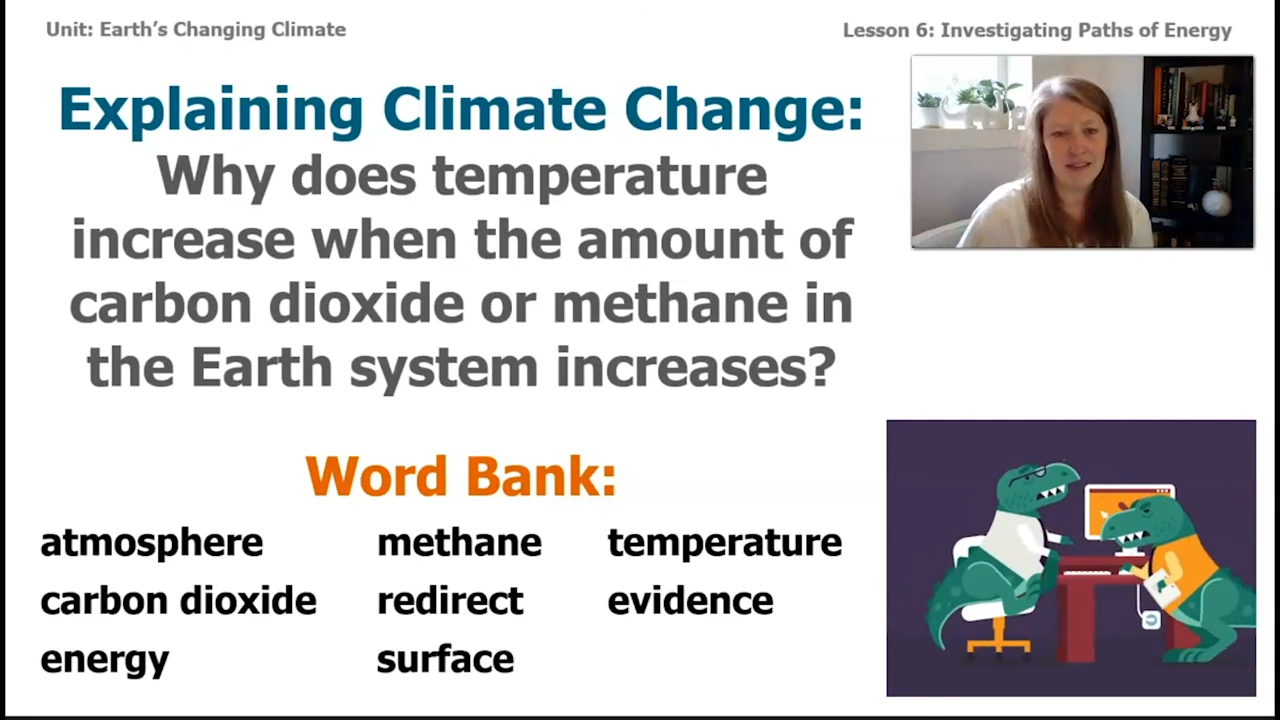 Unit: Earth’s Changing Climate
Lesson 6: Investigating Paths of Energy
Explaining Climate Change:
Why does temperature
increase when the amount of
carbon dioxide or methane in
the Earth system increases?
Word Bank:
atmosphere methane temperature
carbon dioxide redirect evidence
energy surface